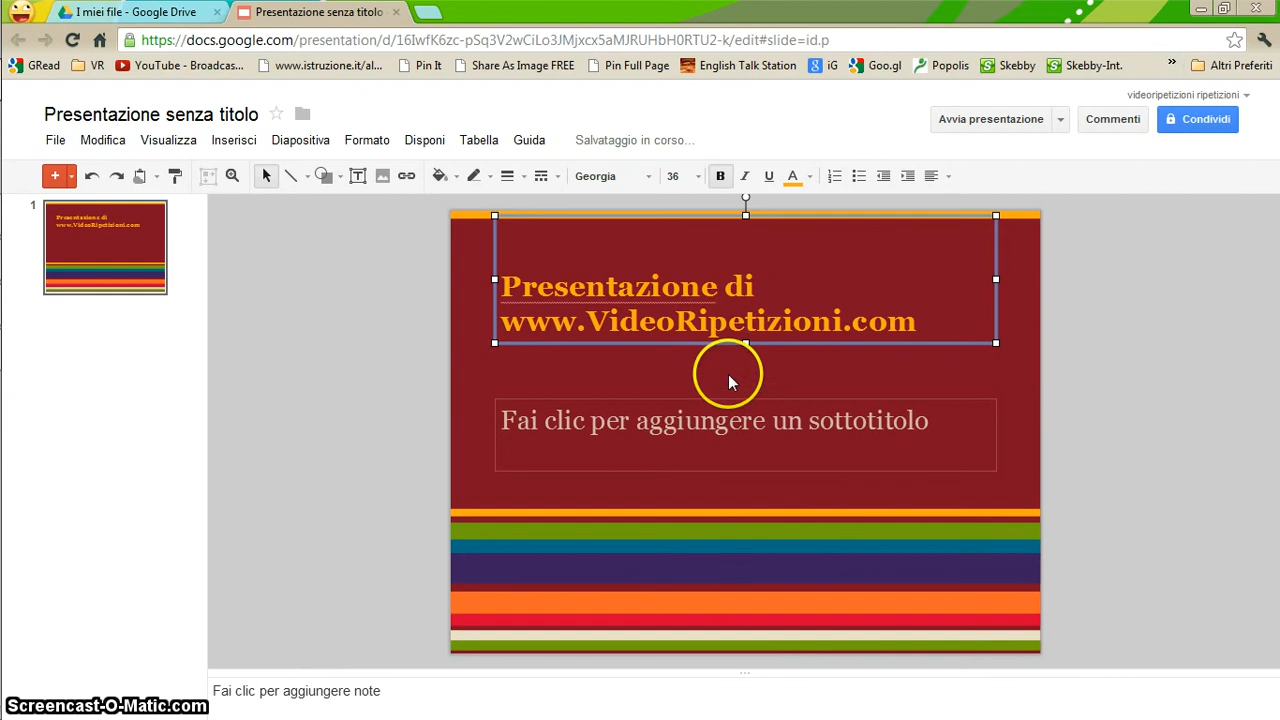 I miei file - Google Drive
Presentazione senza titolo
https://docs.google.com/presentation/d/16IwfK6zc-pSq3V2wCiLo3JMjxcx5aMJRUHbH0RTU2-k/edit#slide=id.p
GRead VR YouTube - Broadcas... www.istruzione.it/al... Pin It Share As Image FREE Pin Full Page English Talk Station iG Goo.gl Popolis Skebby Skebby-Int. » Altri Preferiti
videoripetizioni ripetizioni
Presentazione senza titolo
Avvia presentazione Commenti Condividi
File Modifica Visualizza Inserisci Diapositiva Formato Disponi Tabella Guida Salvataggio in corso...
Georgia 36 B I U A
1
Presentazione di
www.VideoRipetizioni.com
Presentazione di
www.VideoRipetizioni.com
Fai clic per aggiungere un sottotitolo
Fai clic per aggiungere note
Screencast-O-Matic.com